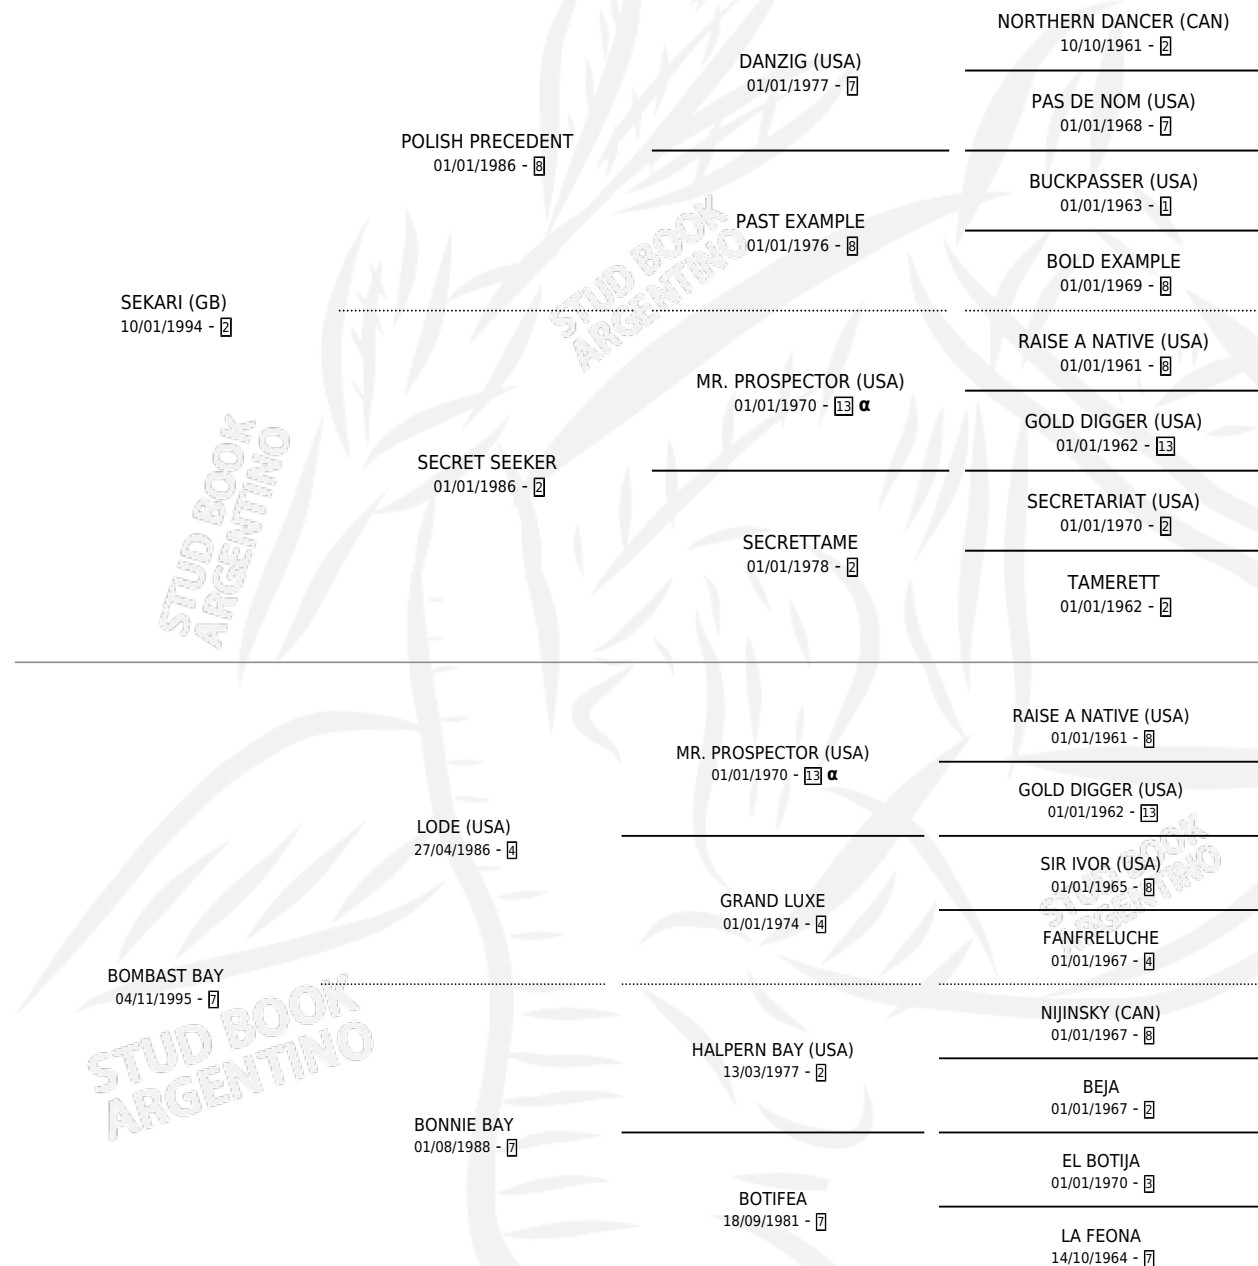 NORTHERN DANCER (CAN)
10/10/1961 - 2
DANZIG (USA)
01/01/1977 - 7
PAS DE NOM (USA)
01/01/1968 - 7
POLISH PRECEDENT
01/01/1986 - 8
BUCKPASSER (USA)
01/01/1963 - 1
PAST EXAMPLE
01/01/1976 - 8
BOLD EXAMPLE
01/01/1969 - 8
SEKARI (GB)
10/01/1994 - 2
RAISE A NATIVE (USA)
01/01/1961 - 8
MR. PROSPECTOR (USA)
01/01/1970 - 13 α
GOLD DIGGER (USA)
01/01/1962 - 13
SECRET SEEKER
01/01/1986 - 2
SECRETARIAT (USA)
01/01/1970 - 2
SECRETTAME
01/01/1978 - 2
TAMERETT
01/01/1962 - 2
RAISE A NATIVE (USA)
01/01/1961 - 8
MR. PROSPECTOR (USA)
01/01/1970 - 13 α
GOLD DIGGER (USA)
01/01/1962 - 13
LODE (USA)
27/04/1986 - 4
SIR IVOR (USA)
01/01/1965 - 8
GRAND LUXE
01/01/1974 - 4
FANFRELUCHE
01/01/1967 - 4
BOMBAST BAY
04/11/1995 - 7
NIJINSKY (CAN)
01/01/1967 - 8
HALPERN BAY (USA)
13/03/1977 - 2
BEJA
01/01/1967 - 2
BONNIE BAY
01/08/1988 - 7
EL BOTIJA
01/01/1970 - 3
BOTIFEA
18/09/1981 - 7
LA FEONA
14/10/1964 - 7
STUD BOOK
ARGENTINO
STUD BOOK
ARGENTINO
STUD BOOK
ARGENTINO
STUD BOOK
ARGENTINO